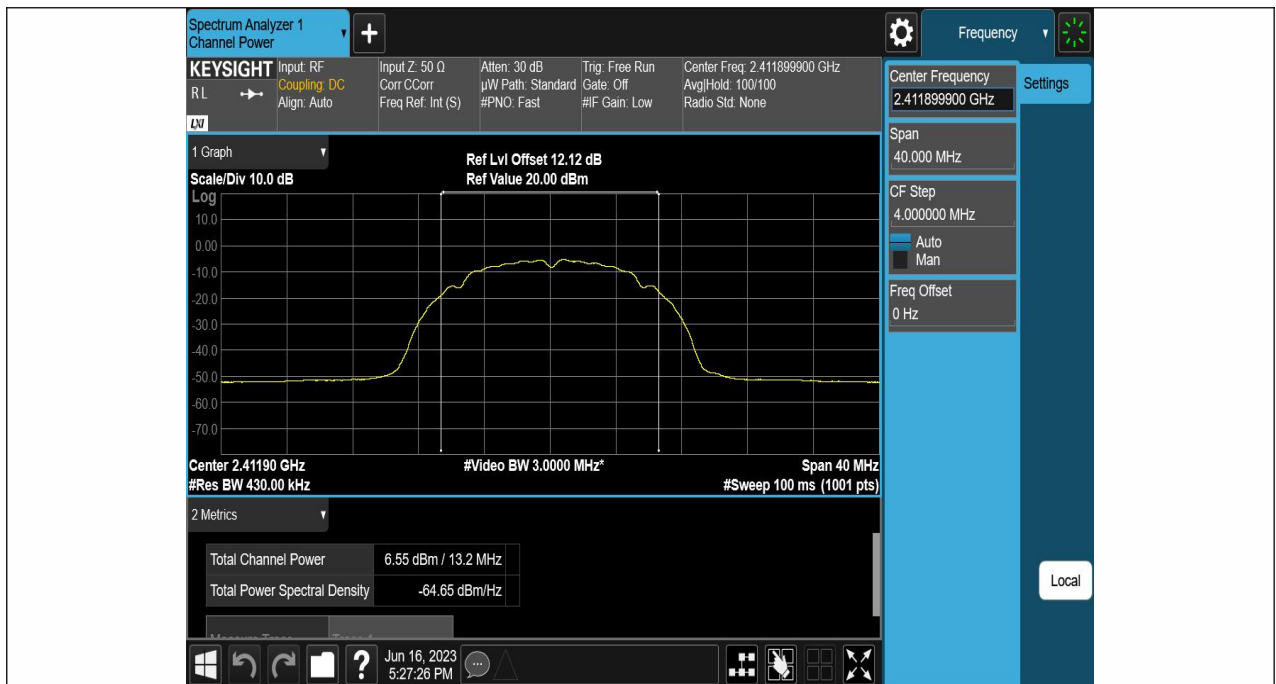 Spectrum Analyzer 1
Channel Power
Frequency
KEYSIGHT
R L
LXI
Input: RF
Coupling: DC
Align: Auto
Input Z: 50 Ω
Corr CCorr
Freq Ref: Int (S)
Atten: 30 dB
µW Path: Standard
#PNO: Fast
Trig: Free Run
Gate: Off
#IF Gain: Low
Center Freq: 2.411899900 GHz
Avg|Hold: 100/100
Radio Std: None
Center Frequency
2.411899900 GHz
Settings
Span
40.000 MHz
CF Step
4.000000 MHz
Auto
Man
Freq Offset
0 Hz
Local
1 Graph
Scale/Div 10.0 dB
Ref Lvl Offset 12.12 dB
Ref Value 20.00 dBm
Log
10.0
0.00
-10.0
-20.0
-30.0
-40.0
-50.0
-60.0
-70.0
Center 2.41190 GHz
#Video BW 3.0000 MHz*
Span 40 MHz
#Res BW 430.00 kHz
#Sweep 100 ms (1001 pts)
2 Metrics
Total Channel Power 6.55 dBm / 13.2 MHz
Total Power Spectral Density -64.65 dBm/Hz
?
Jun 16, 2023
5:27:26 PM